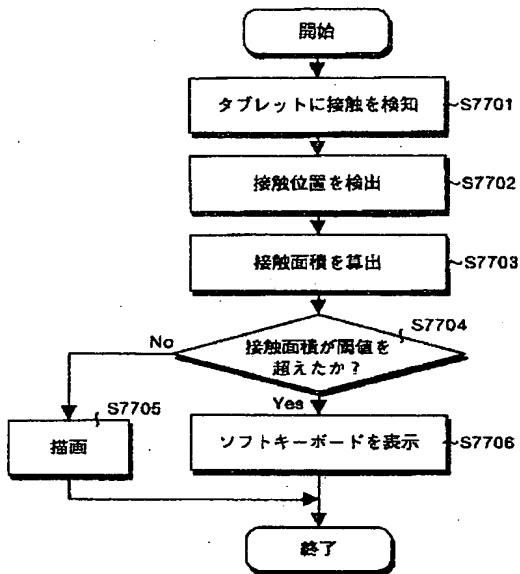 開始
タブレットに接触を検知
S7701
接触位置を検出
S7702
接触面積を算出
S7703
S7704
接触面積が閾値を
超えたか？
No
Yes
S7705
描画
ソフトキーボードを表示
S7706
終了